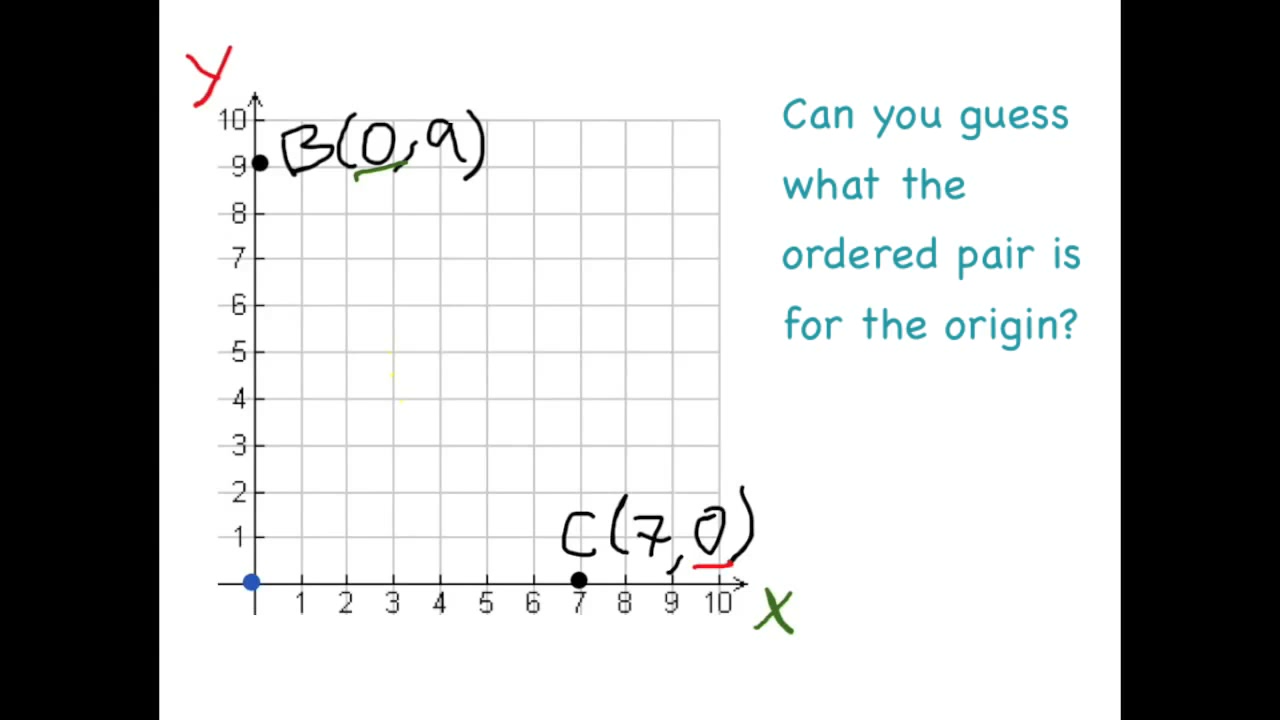 Y
10
B(0,9)
9
8
7
6
5
4
3
2
1
C(7,0)
1 2 3 4 5 6 7 8 9 10
X
Can you guess
what the
ordered pair is
for the origin?